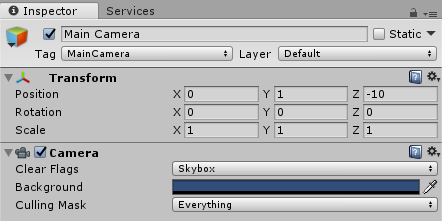 Inspector Services
Main Camera Static
Tag MainCamera Layer Default
Transform
Position X 0 Y 1 Z -10
Rotation X 0 Y 0 Z 0
Scale X 1 Y 1 Z 1
Camera
Clear Flags Skybox
Background
Culling Mask Everything